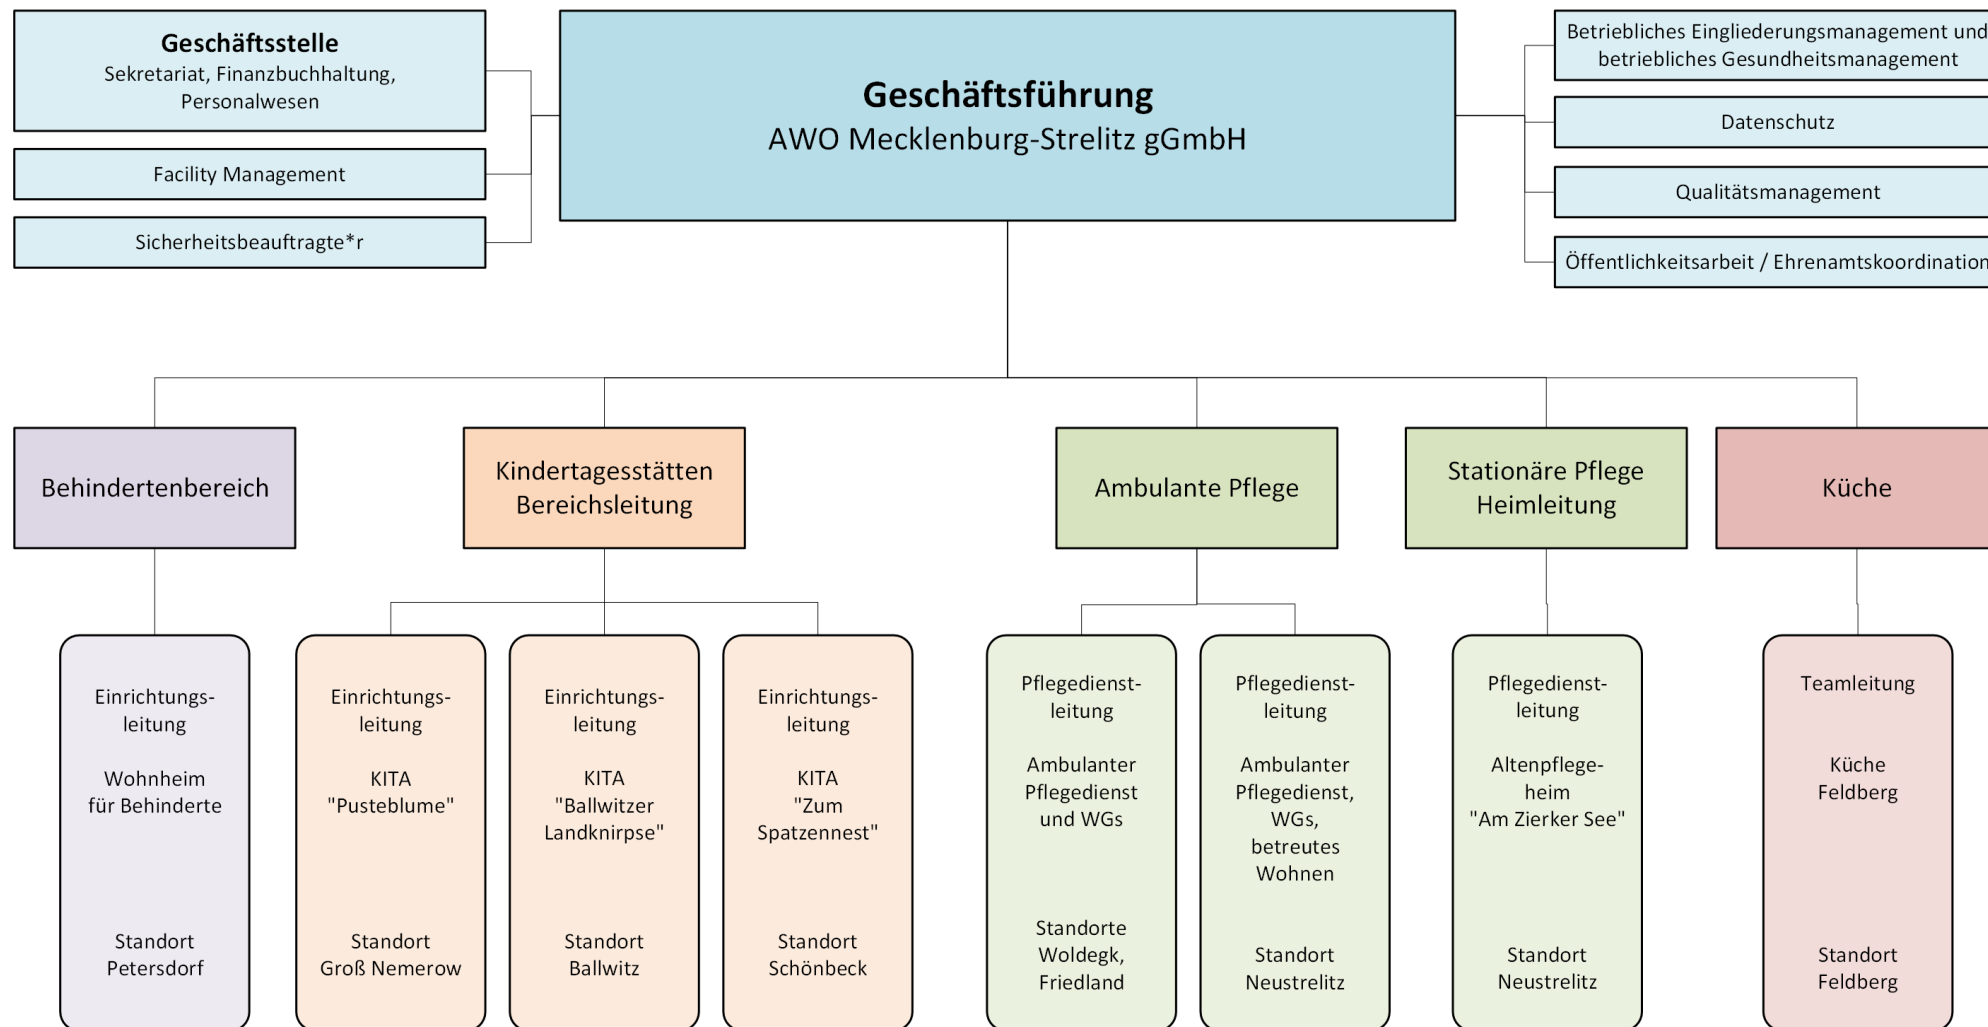 Geschäftsstelle
Sekretariat, Finanzbuchhaltung,
Personalwesen
Facility Management
Sicherheitsbeauftragte*r
Geschäftsführung
AWO Mecklenburg-Strelitz gGmbH
Betriebliches Eingliederungsmanagement und
betriebliches Gesundheitsmanagement
Datenschutz
Qualitätsmanagement
Öffentlichkeitsarbeit / Ehrenamtskoordination
Behindertenbereich
Kindertagesstätten
Bereichsleitung
Ambulante Pflege
Stationäre Pflege
Heimleitung
Küche
Einrichtungs-
leitung
Wohnheim
für Behinderte
Standort
Petersdorf
Einrichtungs-
leitung
KITA
"Pusteblume"
Standort
Groß Nemerow
Einrichtungs-
leitung
KITA
"Ballwitzer
Landknirpse"
Standort
Ballwitz
Einrichtungs-
leitung
KITA
"Zum
Spatzennest"
Standort
Schönbeck
Pflegedienst-
leitung
Ambulanter
Pflegedienst
und WGs
Standorte
Woldegk,
Friedland
Pflegedienst-
leitung
Ambulanter
Pflegedienst,
WGs,
betreutes
Wohnen
Standort
Neustrelitz
Pflegedienst-
leitung
Altenpflege-
heim
"Am Zierker See"
Standort
Neustrelitz
Teamleitung
Küche
Feldberg
Standort
Feldberg